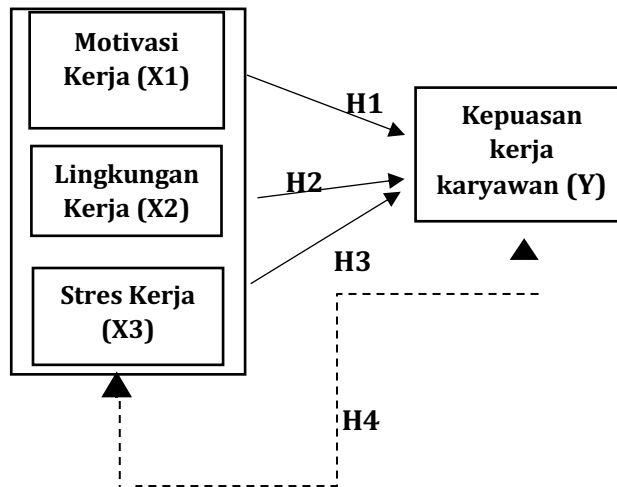 Motivasi
Kerja (X1)
H1
Kepuasan
kerja
karyawan (Y)
Lingkungan
Kerja (X2)
H2
H3
Stres Kerja
(X3)
H4